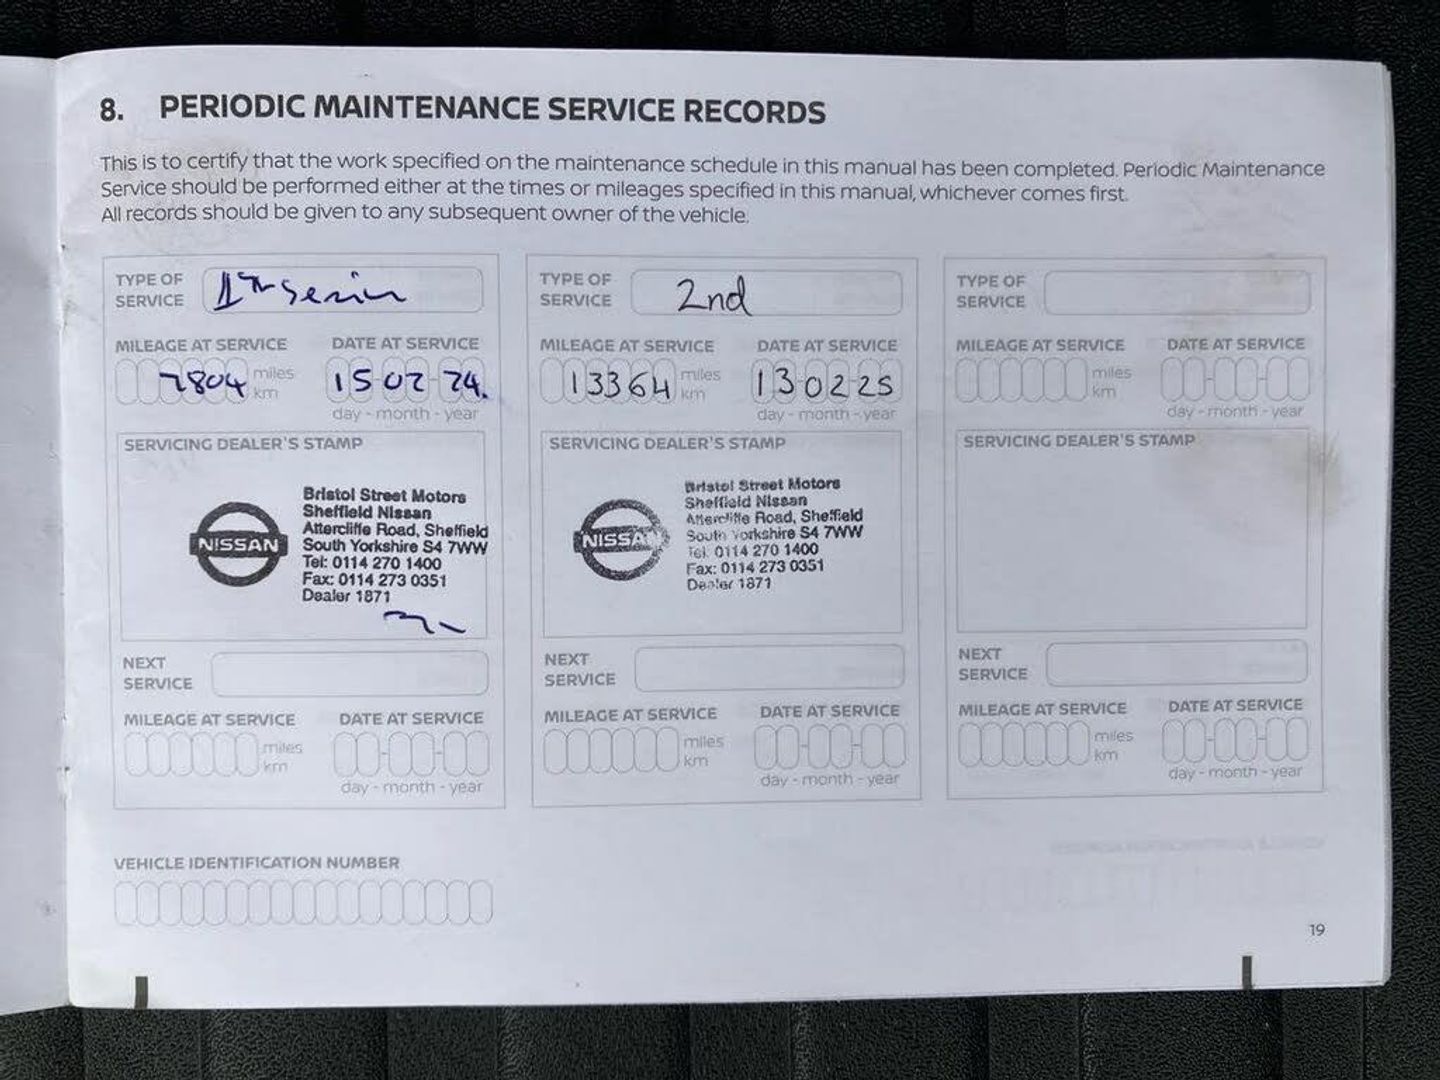 8. PERIODIC MAINTENANCE SERVICE RECORDS
This is to certify that the work specified on the maintenance schedule in this manual has been completed. Periodic Maintenance
Service should be performed either at the times or mileages specified in this manual, whichever comes first.
All records should be given to any subsequent owner of the vehicle.
TYPE OF
SERVICE
MILEAGE AT SERVICE DATE AT SERVICE
7804 miles 15 02 24.
km
day - month - year
SERVICING DEALER'S STAMP
NISSAN
Bristol Street Motors
Sheffield Nissan
Attercliffe Road, Sheffield
South Yorkshire S4 7WW
Tel: 0114 270 1400
Fax: 0114 273 0351
Dealer 1871
NEXT
SERVICE
MILEAGE AT SERVICE DATE AT SERVICE
miles
km
day - month - year
TYPE OF
SERVICE 2nd
MILEAGE AT SERVICE DATE AT SERVICE
13364 miles 13 02 25
km
day - month - year
SERVICING DEALER'S STAMP
NISSAN
Bristol Street Motors
Sheffield Nissan
Attercliffe Road, Sheffield
South Yorkshire S4 7WW
Tel: 0114 270 1400
Fax: 0114 273 0351
Dealer 1871
NEXT
SERVICE
MILEAGE AT SERVICE DATE AT SERVICE
miles
km
day - month - year
TYPE OF
SERVICE
MILEAGE AT SERVICE DATE AT SERVICE
miles
km
day - month - year
SERVICING DEALER'S STAMP
NEXT
SERVICE
MILEAGE AT SERVICE DATE AT SERVICE
miles
km
day - month - year
VEHICLE IDENTIFICATION NUMBER
19